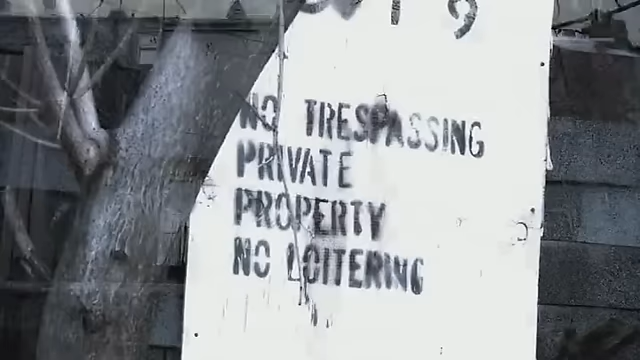 NO TRESPASSING
PRIVATE
PROPERTY
NO LOITERING